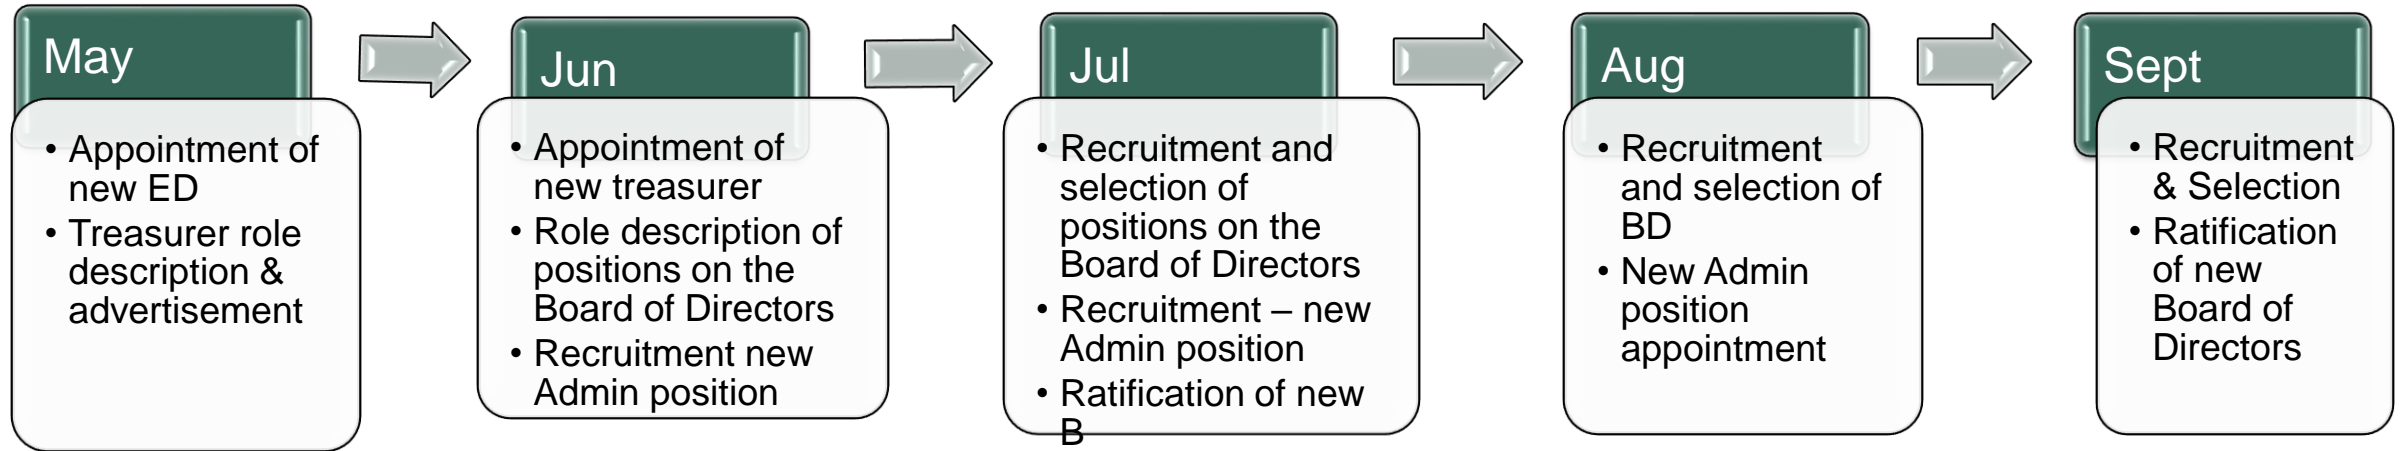 May
• Appointment of
new ED
• Treasurer role
description &
advertisement
Jun
• Appointment of
new treasurer
• Role description of
positions on the
Board of Directors
• Recruitment new
Admin position
Jul
• Recruitment and
selection of
positions on the
Board of Directors
• Recruitment – new
Admin position
• Ratification of new
B
Aug
• Recruitment
and selection of
BD
• New Admin
position
appointment
Sept
• Recruitment
& Selection
• Ratification
of new
Board of
Directors